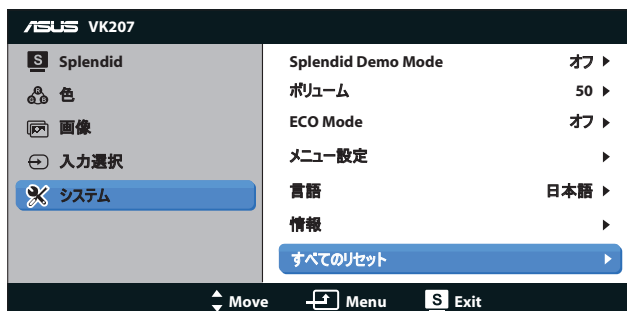 ASUS VK207
S Splendid
色
画像
入力選択
システム
Splendid Demo Mode オフ
ボリューム 50
ECO Mode オフ
メニュー設定
言語 日本語
情報
すべてのリセット
Move Menu S Exit